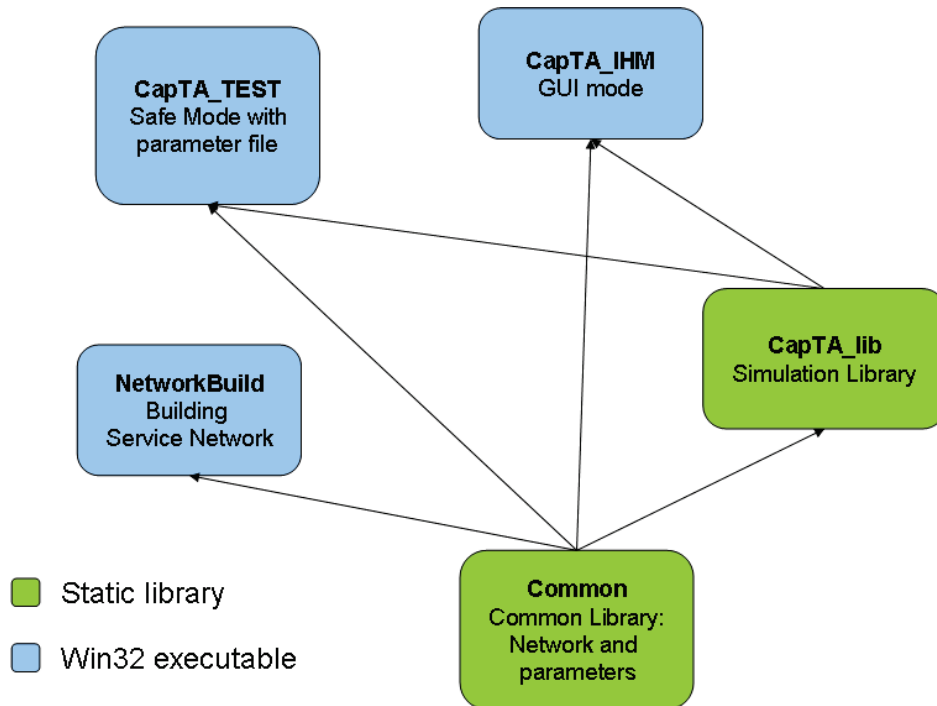 CapTA_TEST
Safe Mode with
parameter file
CapTA_IHM
GUI mode
CapTA_lib
Simulation Library
NetworkBuild
Building
Service Network
Common
Common Library:
Network and
parameters
Static library
Win32 executable